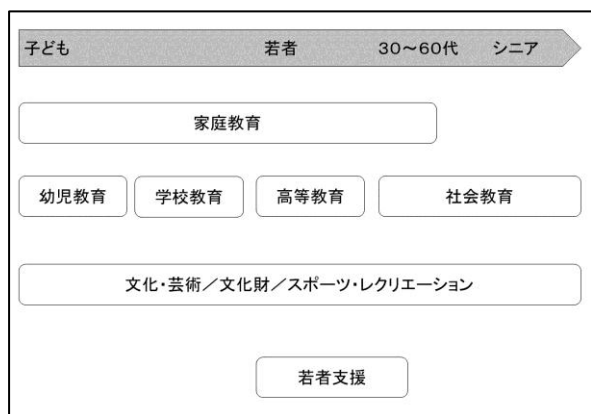 子ども 若者 30～60代 シニア
家庭教育
幼児教育 学校教育 高等教育 社会教育
文化・芸術／文化財／スポーツ・レクリエーション
若者支援